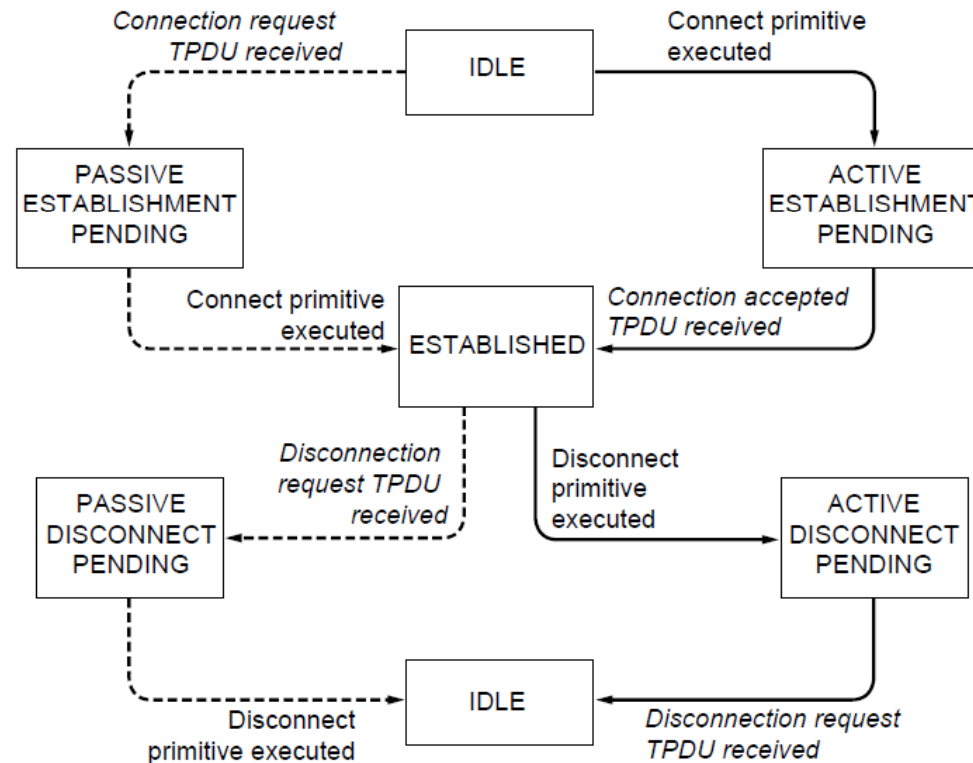 Connection request
TPDU received
IDLE
Connect primitive
executed
PASSIVE
ESTABLISHMENT
PENDING
ACTIVE
ESTABLISHMENT
PENDING
Connect primitive
executed
ESTABLISHED
Connection accepted
TPDU received
Disconnection
request TPDU
received
Disconnect
primitive
executed
PASSIVE
DISCONNECT
PENDING
ACTIVE
DISCONNECT
PENDING
Disconnect
primitive executed
IDLE
Disconnection request
TPDU received